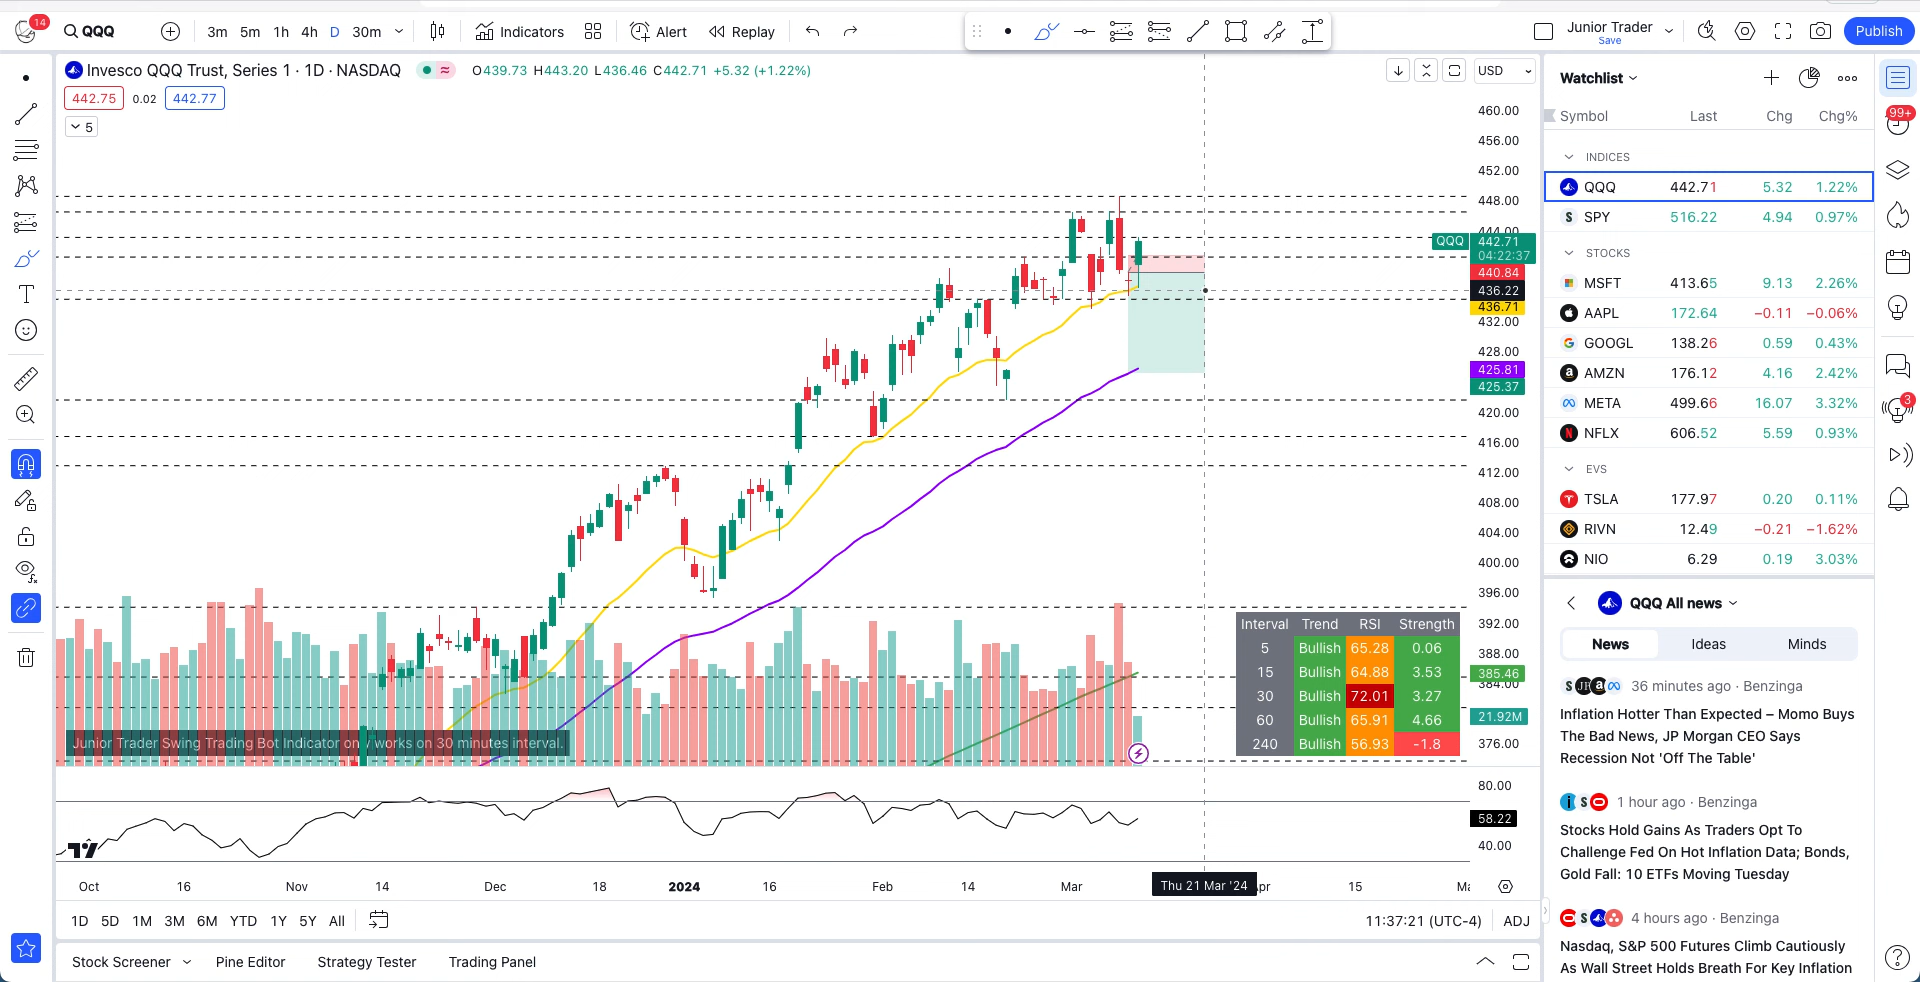 14
QQQ
3m 5m 1h 4h D 30m
Indicators
Alert
Replay
Junior Trader
Save
Publish
Invesco QQQ Trust, Series 1 · 1D · NASDAQ
O439.73 H443.20 L436.46 C442.71 +5.32 (+1.22%)
USD
442.75 0.02 442.77
5
460.00
456.00
452.00
448.00
444.00
QQQ 442.71
04:22:37
440.84
436.22
436.71
432.00
428.00
425.81
425.37
420.00
416.00
412.00
408.00
404.00
400.00
396.00
392.00
388.00
385.46
384.00
21.92M
376.00
Interval Trend RSI Strength
5 Bullish 65.28 0.06
15 Bullish 64.88 3.53
30 Bullish 72.01 3.27
60 Bullish 65.91 4.66
240 Bullish 56.93 -1.8
Junior Trader Swing Trading Bot Indicator only works on 30 minutes interval.
80.00
58.22
40.00
Oct 16 Nov 14 Dec 18 2024 16 Feb 14 Mar Thu 21 Mar '24 15
1D 5D 1M 3M 6M YTD 1Y 5Y All
11:37:21 (UTC-4) ADJ
Stock Screener Pine Editor Strategy Tester Trading Panel
Watchlist
Symbol Last Chg Chg%
INDICES
QQQ 442.71 5.32 1.22%
SPY 516.22 4.94 0.97%
STOCKS
MSFT 413.65 9.13 2.26%
AAPL 172.64 −0.11 −0.06%
GOOGL 138.26 0.59 0.43%
AMZN 176.12 4.16 2.42%
META 499.66 16.07 3.32%
NFLX 606.52 5.59 0.93%
EVS
TSLA 177.97 0.20 0.11%
RIVN 12.49 −0.21 −1.62%
NIO 6.29 0.19 3.03%
QQQ All news
News Ideas Minds
36 minutes ago · Benzinga
Inflation Hotter Than Expected – Momo Buys
The Bad News, JP Morgan CEO Says
Recession Not 'Off The Table'
1 hour ago · Benzinga
Stocks Hold Gains As Traders Opt To
Challenge Fed On Hot Inflation Data; Bonds,
Gold Fall: 10 ETFs Moving Tuesday
4 hours ago · Benzinga
Nasdaq, S&P 500 Futures Climb Cautiously
As Wall Street Holds Breath For Key Inflation
99+
3